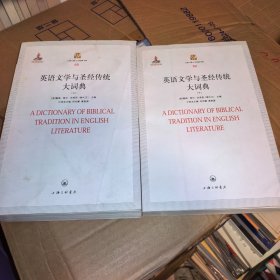 英语文学与圣经传统
大词典
A DICTIONARY OF BIBLICAL
TRADITION IN ENGLISH
LITERATURE
上海三联书店
英语文学与圣经传统
大词典
A DICTIONARY OF BIBLICAL
TRADITION IN ENGLISH
LITERATURE
上海三联书店